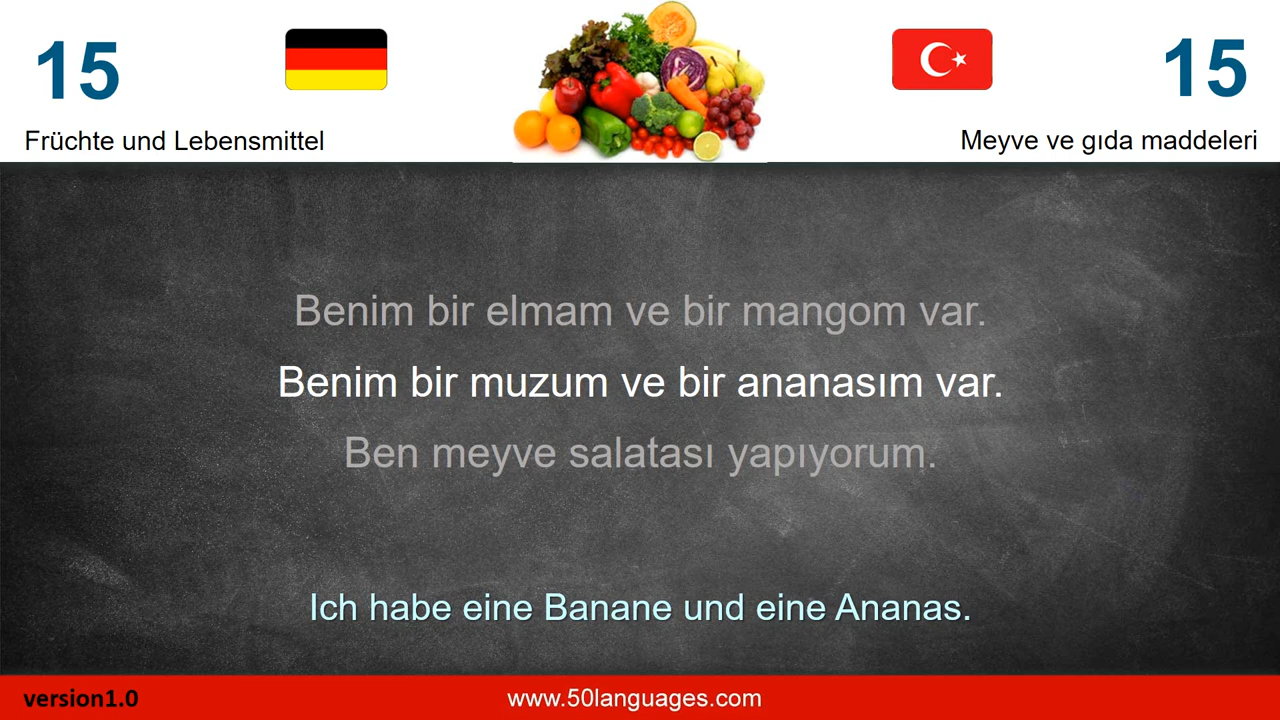 15
15
Früchte und Lebensmittel
Meyve ve gıda maddeleri
Benim bir elmam ve bir mangom var.
Benim bir muzum ve bir ananasım var.
Ben meyve salatası yapıyorum.
Ich habe eine Banane und eine Ananas.
version1.0
www.50languages.com